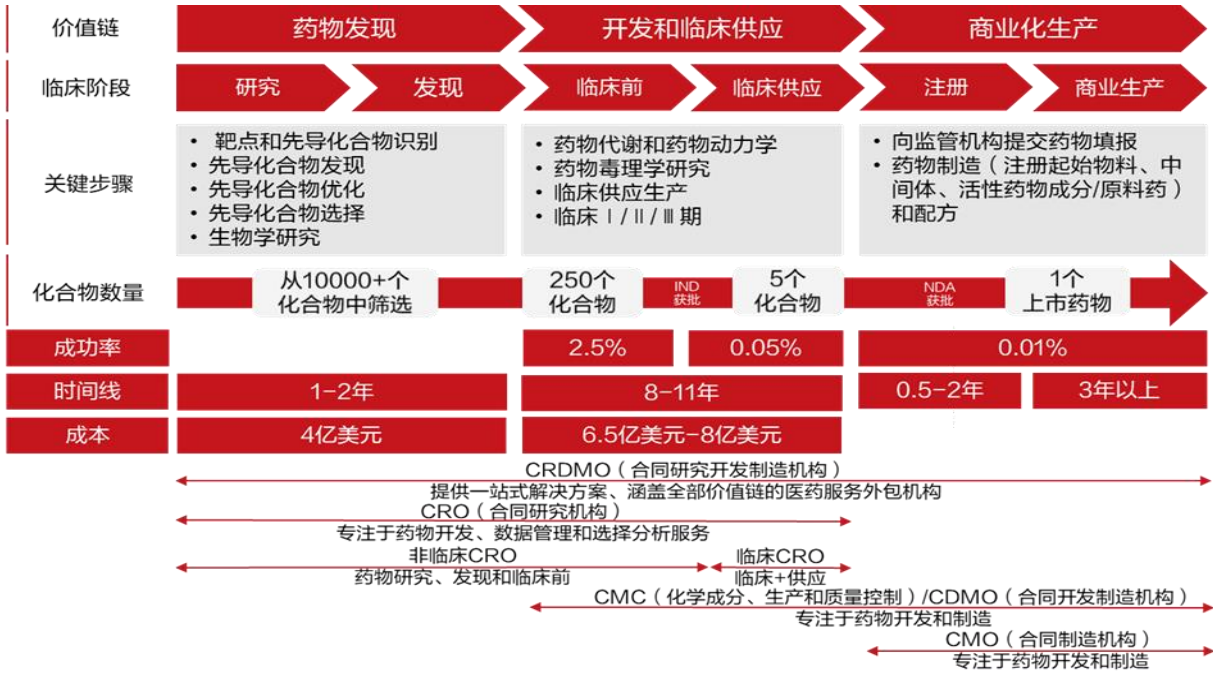 价值链
药物发现
开发和临床供应
商业化生产
临床阶段
研究
发现
临床前
临床供应
注册
商业生产
关键步骤
• 靶点和先导化合物识别
• 先导化合物发现
• 先导化合物优化
• 先导化合物选择
• 生物学研究
• 药物代谢和药物动力学
• 药物毒理学研究
• 临床供应生产
• 临床Ⅰ/Ⅱ/Ⅲ期
• 向监管机构提交药物填报
• 药物制造（注册起始物料、中
间体、活性药物成分/原料药）
和配方
化合物数量
从10000+个
化合物中筛选
250个
化合物
IND
获批
5个
化合物
NDA
获批
1个
上市药物
成功率
2.5%
0.05%
0.01%
时间线
1-2年
8-11年
0.5-2年
3年以上
成本
4亿美元
6.5亿美元-8亿美元
CRDMO（合同研究开发制造机构）
提供一站式解决方案、涵盖全部价值链的医药服务外包机构
CRO（合同研究机构）
专注于药物开发、数据管理和选择分析服务
非临床CRO
药物研究、发现和临床前
临床CRO
临床+供应
CMC（化学成分、生产和质量控制）/CDMO（合同开发制造机构）
专注于药物开发和制造
CMO（合同制造机构）
专注于药物开发和制造